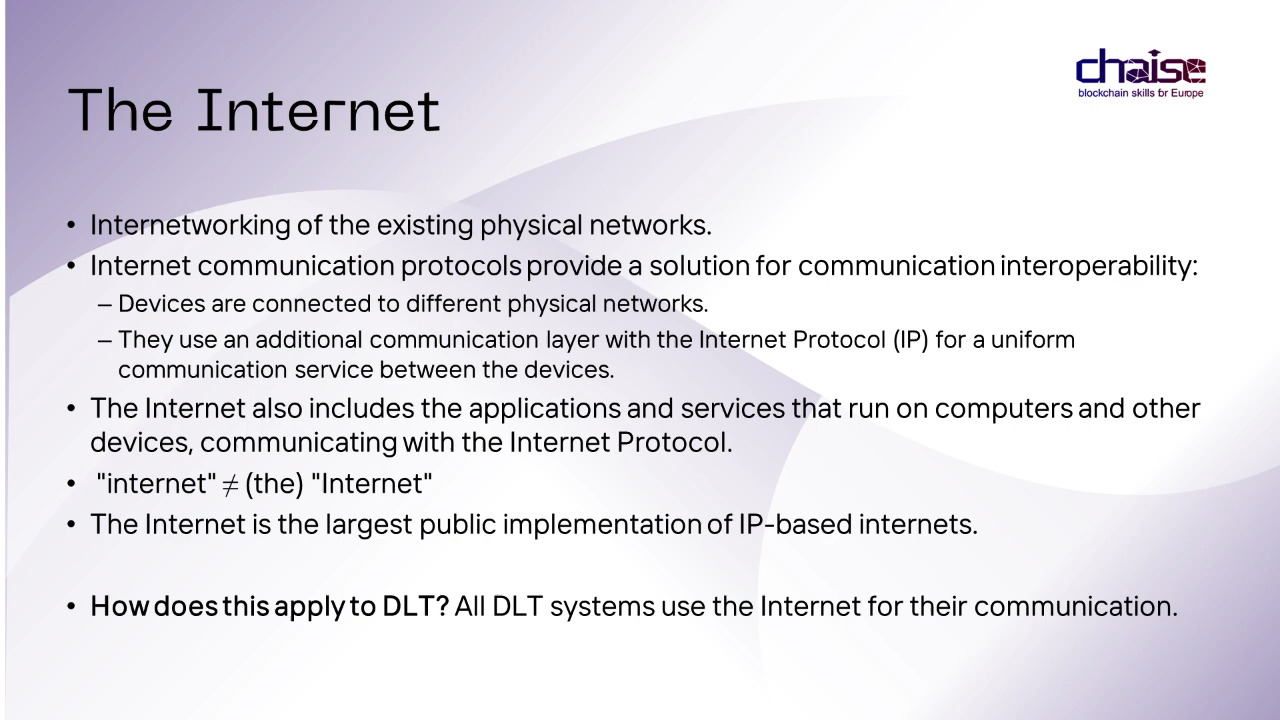 chaise
blockchain skills for Europe
The Internet
• Internetworking of the existing physical networks.
• Internet communication protocols provide a solution for communication interoperability:
– Devices are connected to different physical networks.
– They use an additional communication layer with the Internet Protocol (IP) for a uniform
communication service between the devices.
• The Internet also includes the applications and services that run on computers and other
devices, communicating with the Internet Protocol.
• "internet" ≠ (the) "Internet"
• The Internet is the largest public implementation of IP-based internets.
• How does this apply to DLT? All DLT systems use the Internet for their communication.